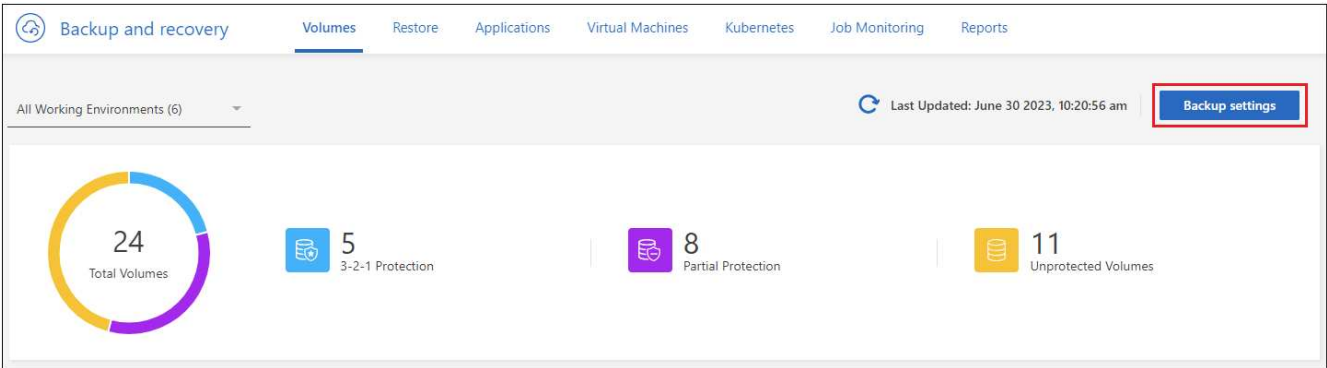 Backup and recovery
Volumes
Restore
Applications
Virtual Machines
Kubernetes
Job Monitoring
Reports
All Working Environments (6)
Last Updated: June 30 2023, 10:20:56 am
Backup settings
24
Total Volumes
5
3-2-1 Protection
8
Partial Protection
11
Unprotected Volumes